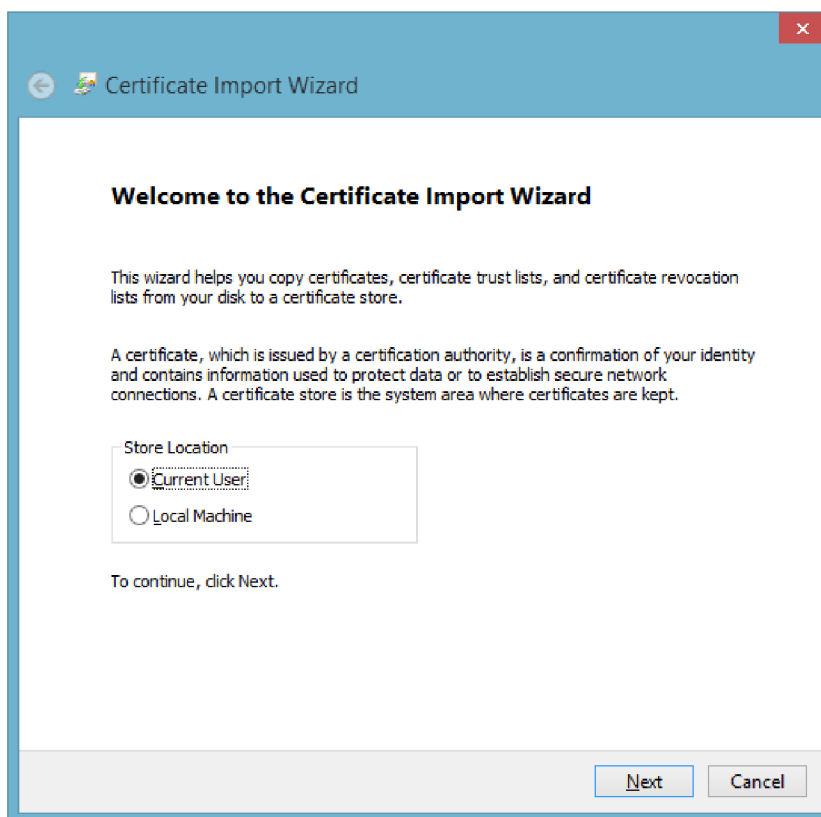 Certificate Import Wizard
Welcome to the Certificate Import Wizard
This wizard helps you copy certificates, certificate trust lists, and certificate revocation
lists from your disk to a certificate store.
A certificate, which is issued by a certification authority, is a confirmation of your identity
and contains information used to protect data or to establish secure network
connections. A certificate store is the system area where certificates are kept.
Store Location
Current User
Local Machine
To continue, click Next.
Next
Cancel